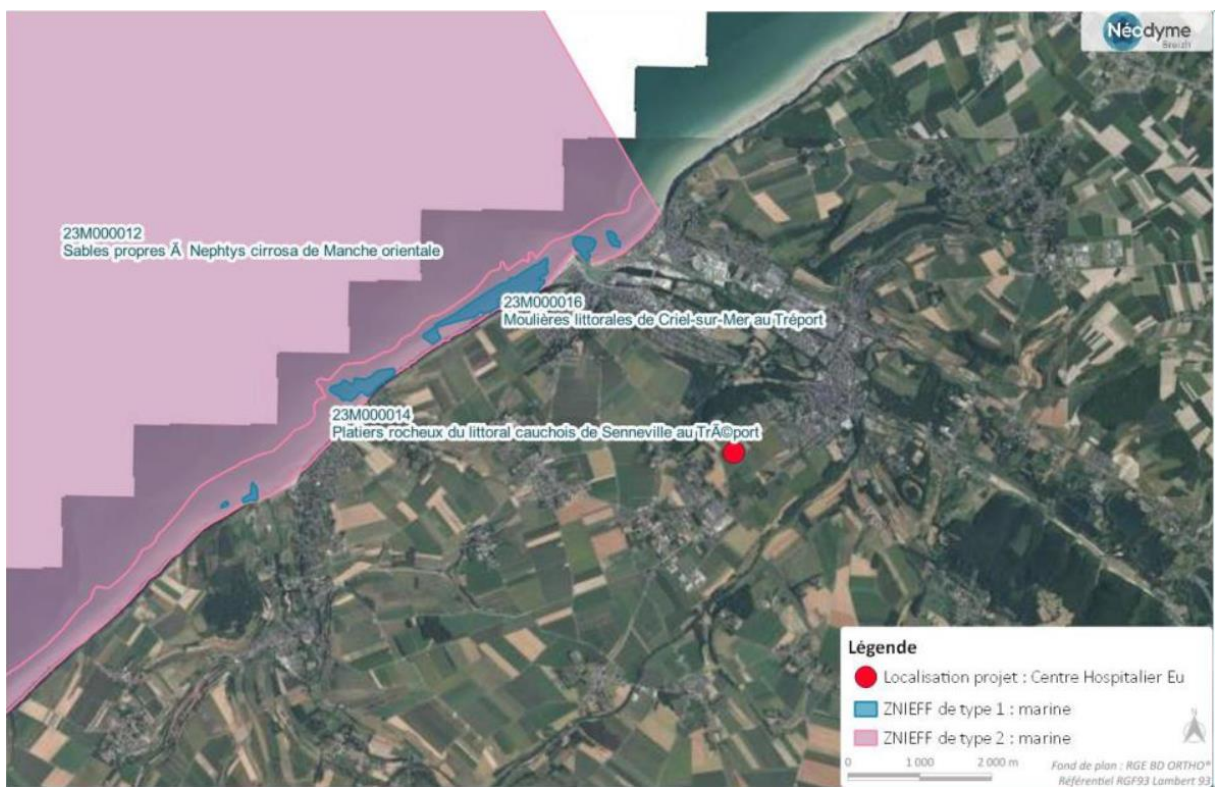 Néodyme
Breizh
23M000012
Sables propres Ã Nephtys cirrosa de Manche orientale
23M000016
Moulières littorales de Criel-sur-Mer au Tréport
23M000014
Platiers rocheux du littoral cauchois de Senneville au TrÃ©port
Légende
Localisation projet : Centre Hospitalier Eu
ZNIEFF de type 1 : marine
ZNIEFF de type 2 : marine
N
0 1 000 2 000 m
Fond de plan : RGE BD ORTHO®
Référentiel RGF93 Lambert 93